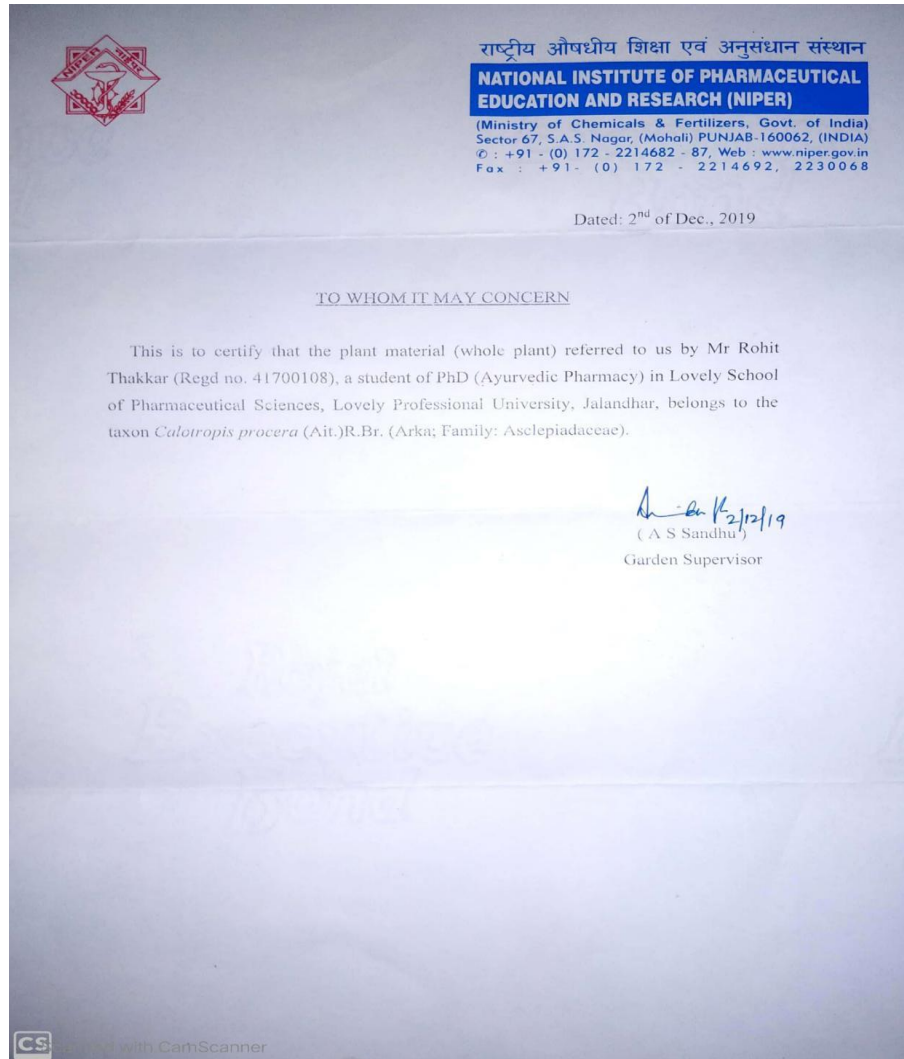 NIPER नाईपर
राष्ट्रीय औषधीय शिक्षा एवं अनुसंधान संस्थान
NATIONAL INSTITUTE OF PHARMACEUTICAL
EDUCATION AND RESEARCH (NIPER)
(Ministry of Chemicals & Fertilizers, Govt. of India)
Sector 67, S.A.S. Nagar, (Mohali) PUNJAB-160062, (INDIA)
✆ : +91 - (0) 172 - 2214682 - 87, Web : www.niper.gov.in
Fax : +91- (0) 172 - 2214692, 2230068
Dated: 2nd of Dec., 2019
TO WHOM IT MAY CONCERN
This is to certify that the plant material (whole plant) referred to us by Mr Rohit
Thakkar (Regd no. 41700108), a student of PhD (Ayurvedic Pharmacy) in Lovely School
of Pharmaceutical Sciences, Lovely Professional University, Jalandhar, belongs to the
taxon Calotropis procera (Ait.)R.Br. (Arka; Family: Asclepiadaceae).
2/12/19
( A S Sandhu )
Garden Supervisor
CS with CamScanner